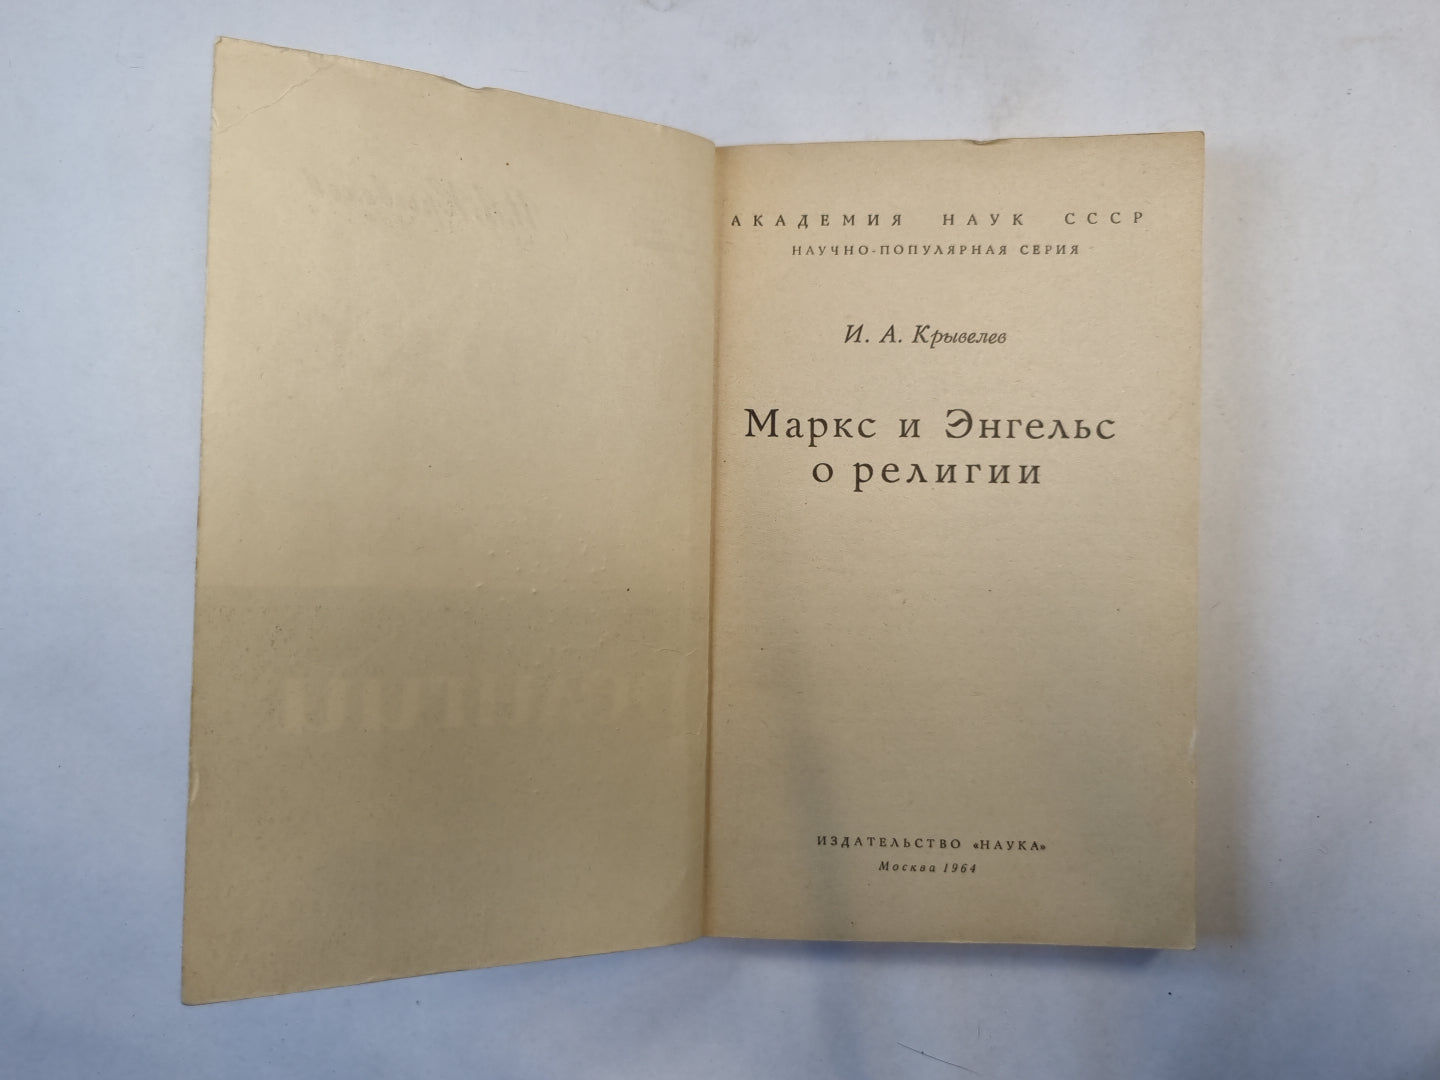 АКАДЕМИЯ НАУК СССР
НАУЧНО-ПОПУЛЯРНАЯ СЕРИЯ
И. А. Крывелев
Маркс и Энгельс
о религии
ИЗДАТЕЛЬСТВО «НАУКА»
Москва 1964